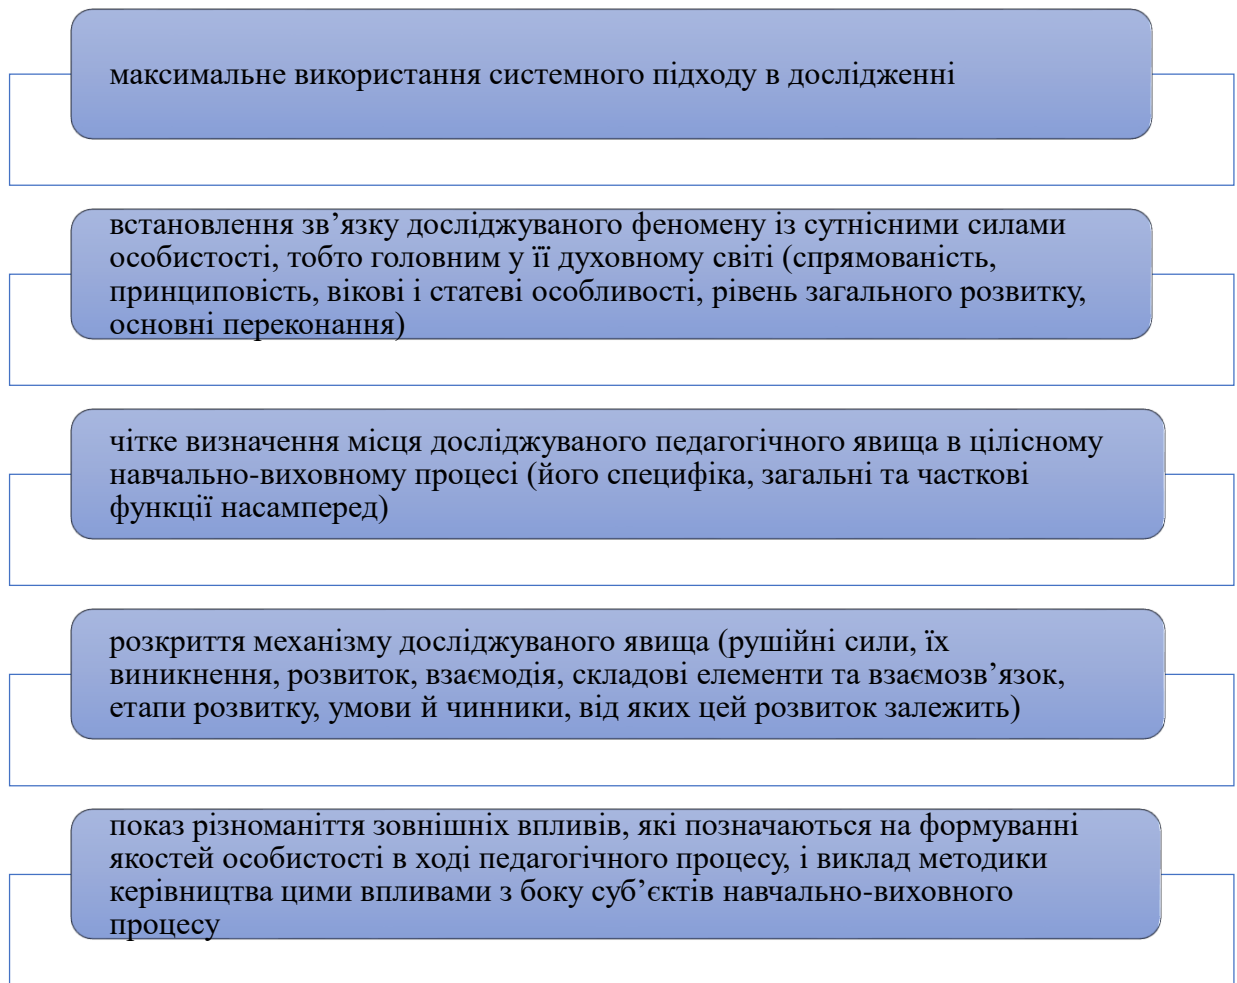 максимальне використання системного підходу в дослідженні
встановлення зв’язку досліджуваного феномену із сутнісними силами
особистості, тобто головним у її духовному світі (спрямованість,
принциповість, вікові і статеві особливості, рівень загального розвитку,
основні переконання)
чітке визначення місця досліджуваного педагогічного явища в цілісному
навчально-виховному процесі (його специфіка, загальні та часткові
функції насамперед)
розкриття механізму досліджуваного явища (рушійні сили, їх
виникнення, розвиток, взаємодія, складові елементи та взаємозв’язок,
етапи розвитку, умови й чинники, від яких цей розвиток залежить)
показ різноманіття зовнішніх впливів, які позначаються на формуванні
якостей особистості в ході педагогічного процесу, і виклад методики
керівництва цими впливами з боку суб’єктів навчально-виховного
процесу